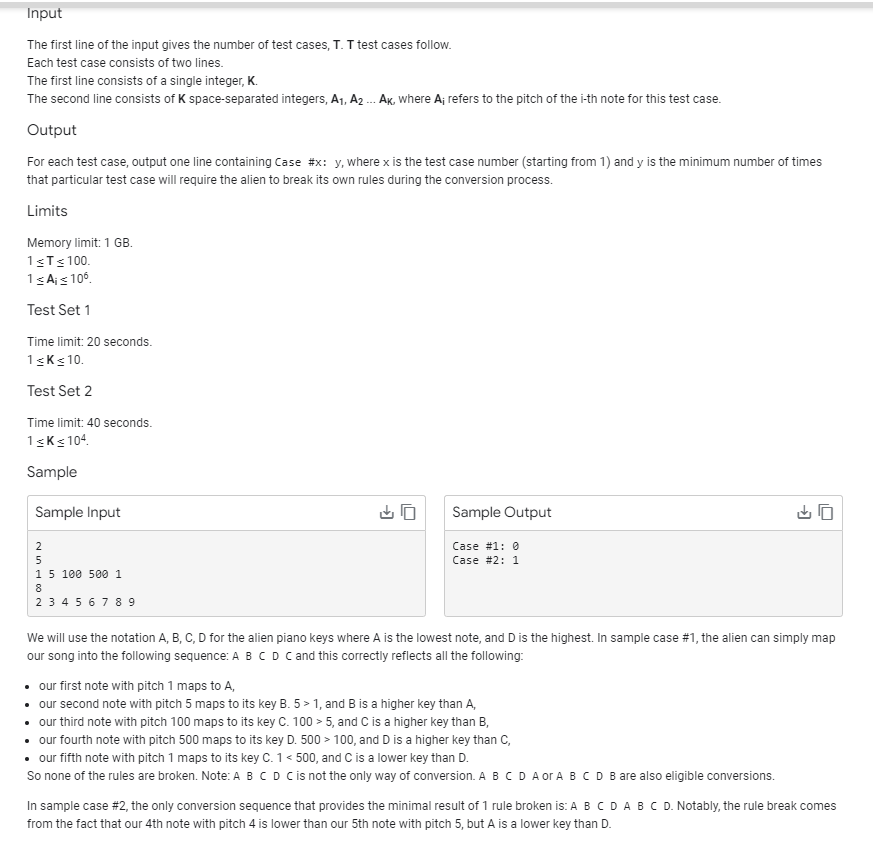 Input
The first line of the input gives the number of test cases, T. T test cases follow.
Each test case consists of two lines.
The first line consists of a single integer, K.
The second line consists of K space-separated integers, A₁, A₂ ... Aₖ, where Aᵢ refers to the pitch of the i-th note for this test case.
Output
For each test case, output one line containing Case #x: y, where x is the test case number (starting from 1) and y is the minimum number of times
that particular test case will require the alien to break its own rules during the conversion process.
Limits
Memory limit: 1 GB.
1 ≤ T ≤ 100.
1 ≤ Aᵢ ≤ 10⁶.
Test Set 1
Time limit: 20 seconds.
1 ≤ K ≤ 10.
Test Set 2
Time limit: 40 seconds.
1 ≤ K ≤ 10⁴.
Sample
Sample Input
2
5
1 5 100 500 1
8
2 3 4 5 6 7 8 9
Sample Output
Case #1: 0
Case #2: 1
We will use the notation A, B, C, D for the alien piano keys where A is the lowest note, and D is the highest. In sample case #1, the alien can simply map
our song into the following sequence: A B C D C and this correctly reflects all the following:
• our first note with pitch 1 maps to A,
• our second note with pitch 5 maps to its key B. 5 > 1, and B is a higher key than A,
• our third note with pitch 100 maps to its key C. 100 > 5, and C is a higher key than B,
• our fourth note with pitch 500 maps to its key D. 500 > 100, and D is a higher key than C,
• our fifth note with pitch 1 maps to its key C. 1 < 500, and C is a lower key than D.
So none of the rules are broken. Note: A B C D C is not the only way of conversion. A B C D A or A B C D B are also eligible conversions.
In sample case #2, the only conversion sequence that provides the minimal result of 1 rule broken is: A B C D A B C D. Notably, the rule break comes
from the fact that our 4th note with pitch 4 is lower than our 5th note with pitch 5, but A is a lower key than D.